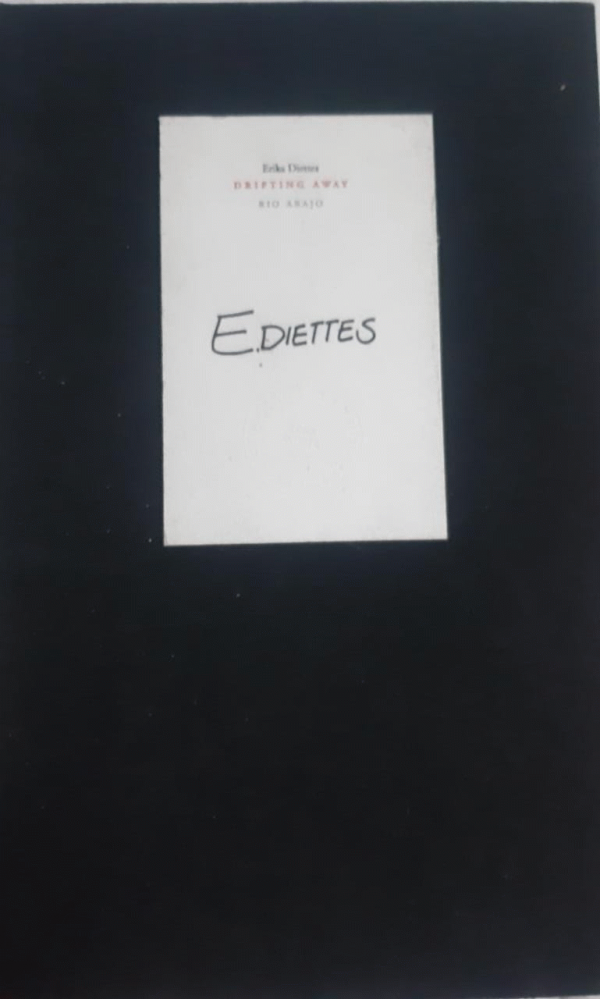 Erika Diettes
DRIFTING AWAY
RIO ABAJO
E.DIETTES